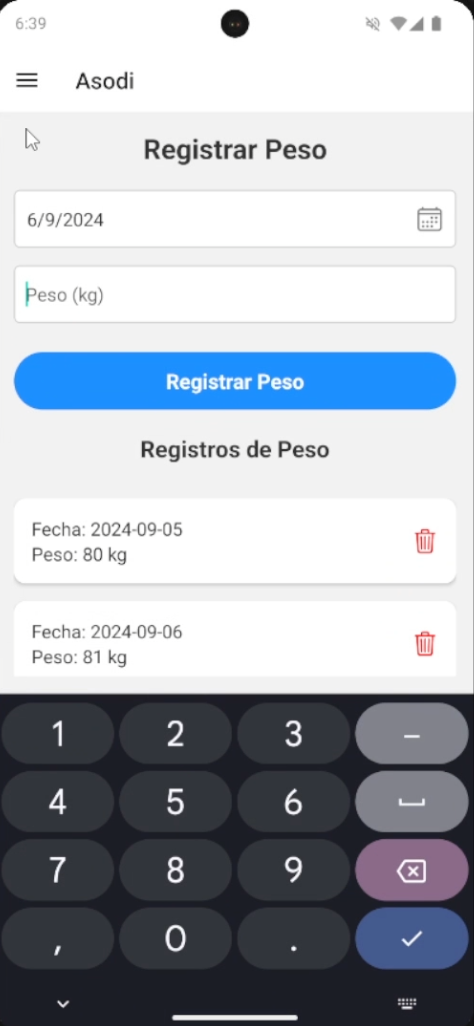 6:39
Asodi
Registrar Peso
6/9/2024
Peso (kg)
Registrar Peso
Registros de Peso
Fecha: 2024-09-05
Peso: 80 kg
Fecha: 2024-09-06
Peso: 81 kg
1 2 3 –
4 5 6
7 8 9
, 0 .